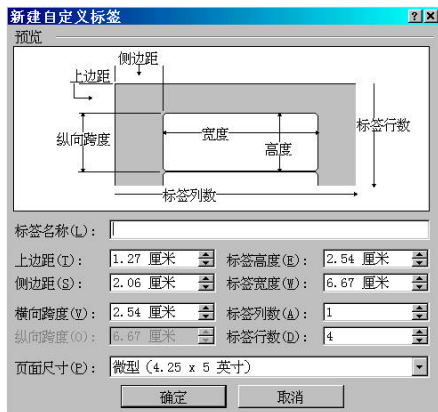 新建自定义标签
预览
侧边距
上边距
纵向跨度
宽度
高度
标签行数
标签列数
标签名称(L):
上边距(T): 1.27 厘米 标签高度(E): 2.54 厘米
侧边距(S): 2.06 厘米 标签宽度(W): 6.67 厘米
横向跨度(V): 2.54 厘米 标签列数(A): 1
纵向跨度(O): 6.67 厘米 标签行数(D): 4
页面尺寸(P): 微型 (4.25 x 5 英寸)
确定 取消